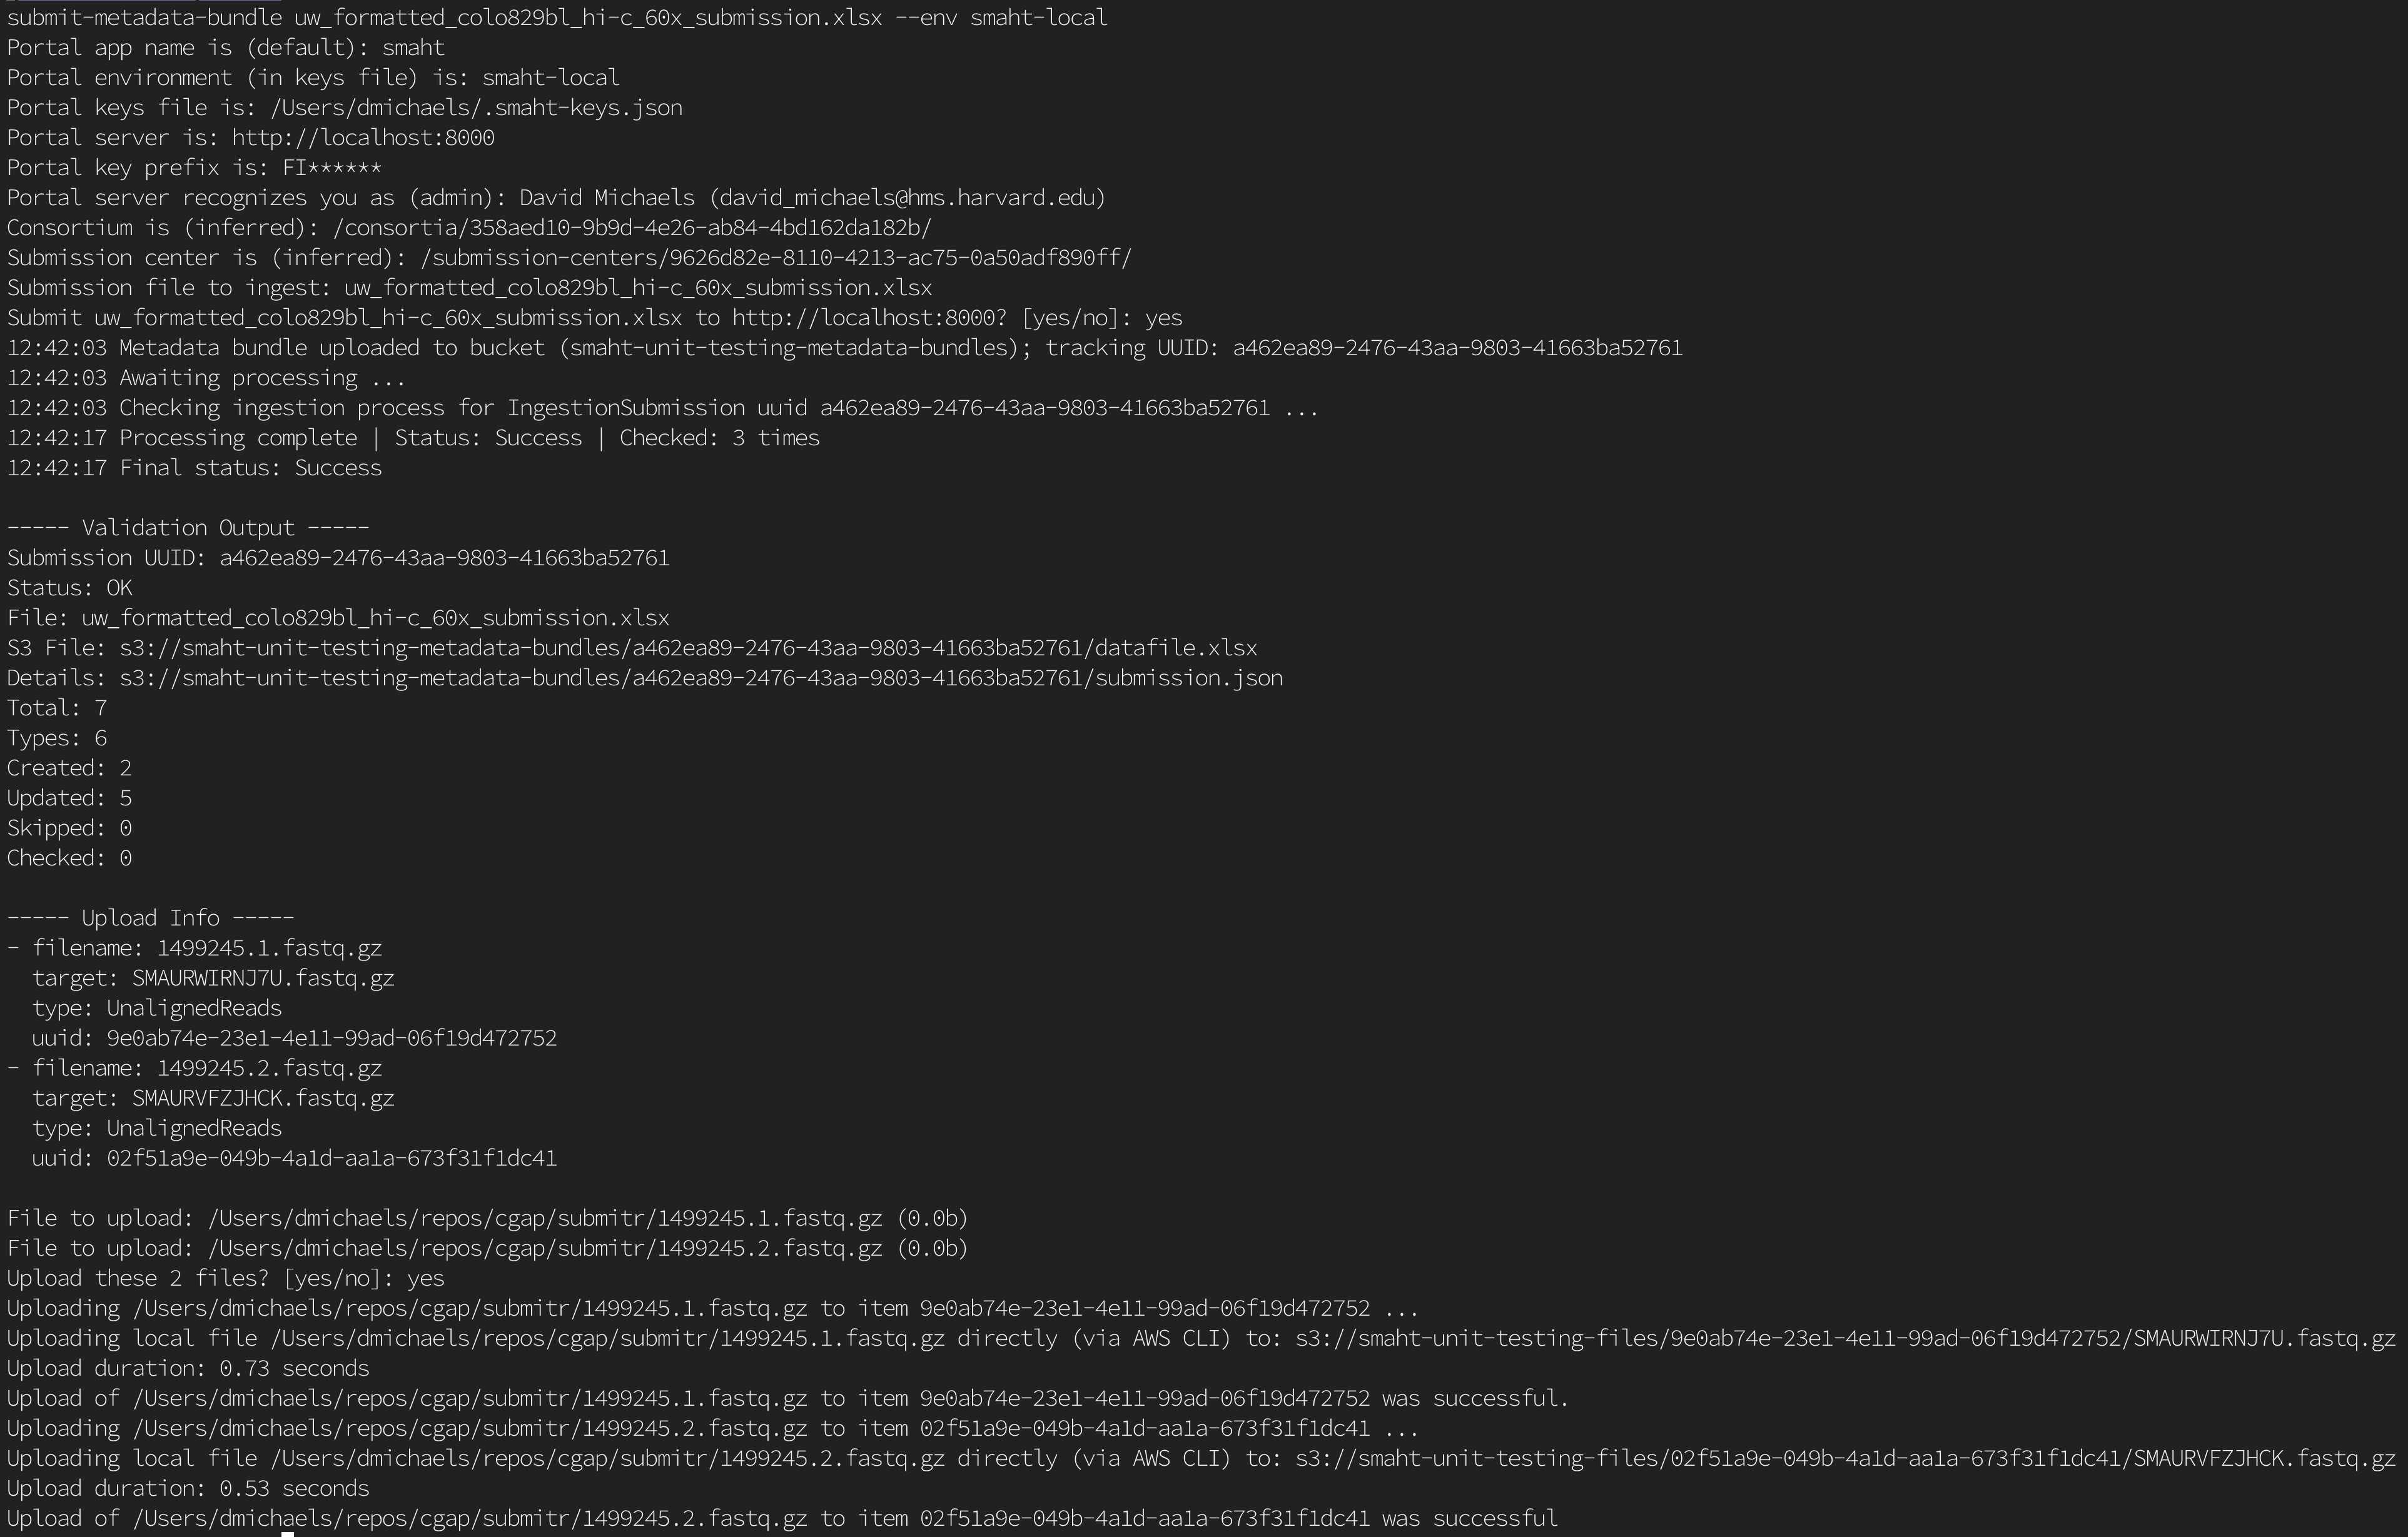 submit-metadata-bundle uw_formatted_colo829bl_hi-c_60x_submission.xlsx --env smaht-local
Portal app name is (default): smaht
Portal environment (in keys file) is: smaht-local
Portal keys file is: /Users/dmichaels/.smaht-keys.json
Portal server is: http://localhost:8000
Portal key prefix is: FI******
Portal server recognizes you as (admin): David Michaels (david_michaels@hms.harvard.edu)
Consortium is (inferred): /consortia/358aed10-9b9d-4e26-ab84-4bd162da182b/
Submission center is (inferred): /submission-centers/9626d82e-8110-4213-ac75-0a50adf890ff/
Submission file to ingest: uw_formatted_colo829bl_hi-c_60x_submission.xlsx
Submit uw_formatted_colo829bl_hi-c_60x_submission.xlsx to http://localhost:8000? [yes/no]: yes
12:42:03 Metadata bundle uploaded to bucket (smaht-unit-testing-metadata-bundles); tracking UUID: a462ea89-2476-43aa-9803-41663ba52761
12:42:03 Awaiting processing ...
12:42:03 Checking ingestion process for IngestionSubmission uuid a462ea89-2476-43aa-9803-41663ba52761 ...
12:42:17 Processing complete | Status: Success | Checked: 3 times
12:42:17 Final status: Success
----- Validation Output -----
Submission UUID: a462ea89-2476-43aa-9803-41663ba52761
Status: OK
File: uw_formatted_colo829bl_hi-c_60x_submission.xlsx
S3 File: s3://smaht-unit-testing-metadata-bundles/a462ea89-2476-43aa-9803-41663ba52761/datafile.xlsx
Details: s3://smaht-unit-testing-metadata-bundles/a462ea89-2476-43aa-9803-41663ba52761/submission.json
Total: 7
Types: 6
Created: 2
Updated: 5
Skipped: 0
Checked: 0
----- Upload Info -----
- filename: 1499245.1.fastq.gz
  target: SMAURWIRNJ7U.fastq.gz
  type: UnalignedReads
  uuid: 9e0ab74e-23e1-4e11-99ad-06f19d472752
- filename: 1499245.2.fastq.gz
  target: SMAURVFZJHCK.fastq.gz
  type: UnalignedReads
  uuid: 02f51a9e-049b-4a1d-aa1a-673f31f1dc41
File to upload: /Users/dmichaels/repos/cgap/submitr/1499245.1.fastq.gz (0.0b)
File to upload: /Users/dmichaels/repos/cgap/submitr/1499245.2.fastq.gz (0.0b)
Upload these 2 files? [yes/no]: yes
Uploading /Users/dmichaels/repos/cgap/submitr/1499245.1.fastq.gz to item 9e0ab74e-23e1-4e11-99ad-06f19d472752 ...
Uploading local file /Users/dmichaels/repos/cgap/submitr/1499245.1.fastq.gz directly (via AWS CLI) to: s3://smaht-unit-testing-files/9e0ab74e-23e1-4e11-99ad-06f19d472752/SMAURWIRNJ7U.fastq.gz
Upload duration: 0.73 seconds
Upload of /Users/dmichaels/repos/cgap/submitr/1499245.1.fastq.gz to item 9e0ab74e-23e1-4e11-99ad-06f19d472752 was successful.
Uploading /Users/dmichaels/repos/cgap/submitr/1499245.2.fastq.gz to item 02f51a9e-049b-4a1d-aa1a-673f31f1dc41 ...
Uploading local file /Users/dmichaels/repos/cgap/submitr/1499245.2.fastq.gz directly (via AWS CLI) to: s3://smaht-unit-testing-files/02f51a9e-049b-4a1d-aa1a-673f31f1dc41/SMAURVFZJHCK.fastq.gz
Upload duration: 0.53 seconds
Upload of /Users/dmichaels/repos/cgap/submitr/1499245.2.fastq.gz to item 02f51a9e-049b-4a1d-aa1a-673f31f1dc41 was successful